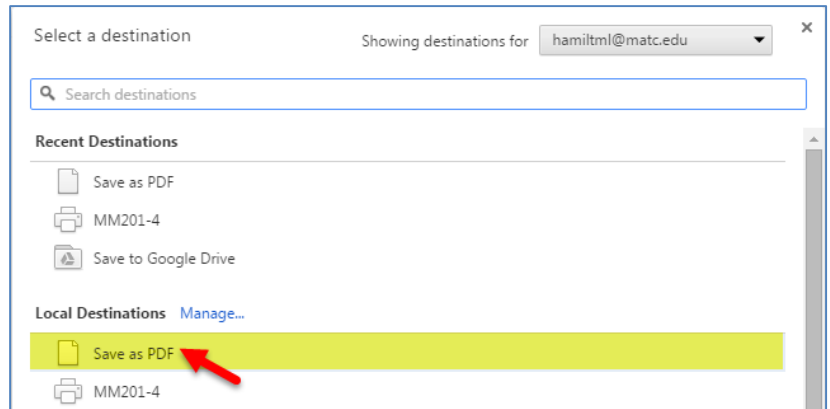 Select a destination
Showing destinations for hamiltml@matc.edu
Search destinations
Recent Destinations
Save as PDF
MM201-4
Save to Google Drive
Local Destinations Manage...
Save as PDF
MM201-4